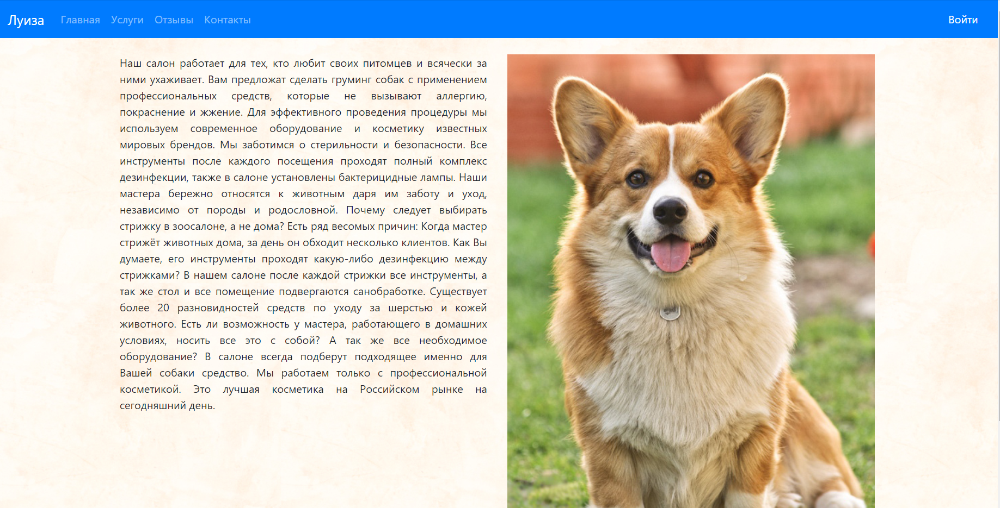 Луиза Главная Услуги Отзывы Контакты Войти
Наш салон работает для тех, кто любит своих питомцев и всячески за
ними ухаживает. Вам предложат сделать груминг собак с применением
профессиональных средств, которые не вызывают аллергию,
покраснение и жжение. Для эффективного проведения процедуры мы
используем современное оборудование и косметику известных
мировых брендов. Мы заботимся о стерильности и безопасности. Все
инструменты после каждого посещения проходят полный комплекс
дезинфекции, также в салоне установлены бактерицидные лампы. Наши
мастера бережно относятся к животным даря им заботу и уход,
независимо от породы и родословной. Почему следует выбирать
стрижку в зоосалоне, а не дома? Есть ряд весомых причин: Когда мастер
стрижёт животных дома, за день он обходит несколько клиентов. Как Вы
думаете, его инструменты проходят какую-либо дезинфекцию между
стрижками? В нашем салоне после каждой стрижки все инструменты, а
так же стол и все помещение подвергаются санобработке. Существует
более 20 разновидностей средств по уходу за шерстью и кожей
животного. Есть ли возможность у мастера, работающего в домашних
условиях, носить все это с собой? А так же все необходимое
оборудование? В салоне всегда подберут подходящее именно для
Вашей собаки средство. Мы работаем только с профессиональной
косметикой. Это лучшая косметика на Российском рынке на
сегодняшний день.